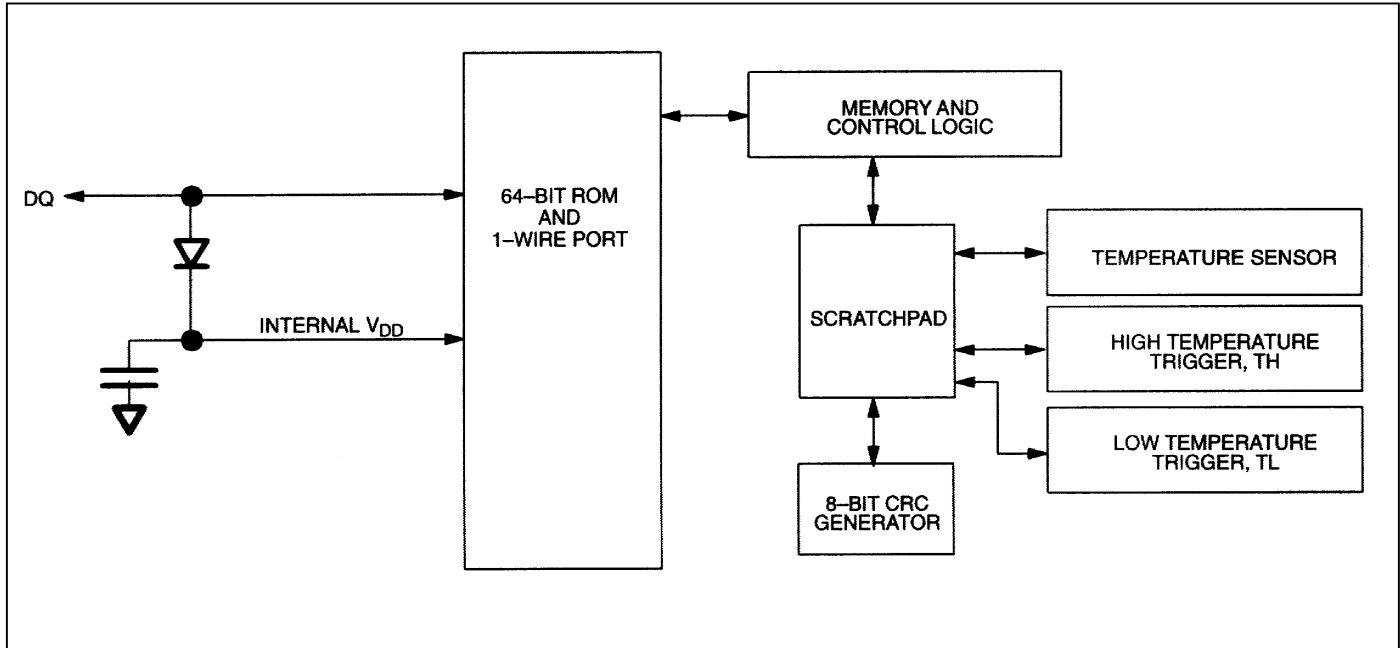 DQ
INTERNAL VDD
64–BIT ROM
AND
1–WIRE PORT
MEMORY AND
CONTROL LOGIC
SCRATCHPAD
8–BIT CRC
GENERATOR
TEMPERATURE SENSOR
HIGH TEMPERATURE
TRIGGER, TH
LOW TEMPERATURE
TRIGGER, TL